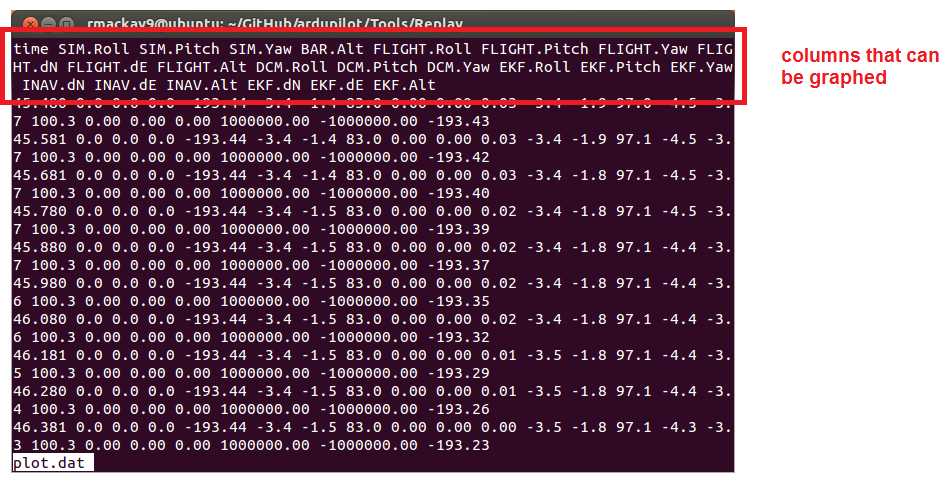 rmackay9@ubuntu: ~/GitHub/ardupilot/Tools/Replay
time SIM.Roll SIM.Pitch SIM.Yaw BAR.Alt FLIGHT.Roll FLIGHT.Pitch FLIGHT.Yaw FLIG
HT.dN FLIGHT.dE FLIGHT.Alt DCM.Roll DCM.Pitch DCM.Yaw EKF.Roll EKF.Pitch EKF.Yaw
INAV.dN INAV.dE INAV.Alt EKF.dN EKF.dE EKF.Alt
columns that can
be graphed
45.480 0.0 0.0 0.0 -193.44 -3.4 -1.4 83.0 0.00 0.00 0.03 -3.4 -1.9 97.0 -4.5 -3.
7 100.3 0.00 0.00 0.00 1000000.00 -1000000.00 -193.43
45.581 0.0 0.0 0.0 -193.44 -3.4 -1.4 83.0 0.00 0.00 0.03 -3.4 -1.9 97.1 -4.5 -3.
7 100.3 0.00 0.00 0.00 1000000.00 -1000000.00 -193.42
45.681 0.0 0.0 0.0 -193.44 -3.4 -1.4 83.0 0.00 0.00 0.03 -3.4 -1.8 97.1 -4.5 -3.
7 100.3 0.00 0.00 0.00 1000000.00 -1000000.00 -193.40
45.780 0.0 0.0 0.0 -193.44 -3.4 -1.5 83.0 0.00 0.00 0.02 -3.4 -1.8 97.1 -4.5 -3.
7 100.3 0.00 0.00 0.00 1000000.00 -1000000.00 -193.39
45.880 0.0 0.0 0.0 -193.44 -3.4 -1.5 83.0 0.00 0.00 0.02 -3.4 -1.8 97.1 -4.4 -3.
7 100.3 0.00 0.00 0.00 1000000.00 -1000000.00 -193.37
45.980 0.0 0.0 0.0 -193.44 -3.4 -1.5 83.0 0.00 0.00 0.02 -3.4 -1.8 97.1 -4.4 -3.
6 100.3 0.00 0.00 0.00 1000000.00 -1000000.00 -193.35
46.080 0.0 0.0 0.0 -193.44 -3.4 -1.5 83.0 0.00 0.00 0.02 -3.4 -1.8 97.1 -4.4 -3.
6 100.3 0.00 0.00 0.00 1000000.00 -1000000.00 -193.32
46.181 0.0 0.0 0.0 -193.44 -3.4 -1.5 83.0 0.00 0.00 0.01 -3.5 -1.8 97.1 -4.4 -3.
5 100.3 0.00 0.00 0.00 1000000.00 -1000000.00 -193.29
46.280 0.0 0.0 0.0 -193.44 -3.4 -1.5 83.0 0.00 0.00 0.01 -3.5 -1.8 97.1 -4.4 -3.
4 100.3 0.00 0.00 0.00 1000000.00 -1000000.00 -193.26
46.381 0.0 0.0 0.0 -193.44 -3.4 -1.5 83.0 0.00 0.00 0.00 -3.5 -1.8 97.1 -4.3 -3.
3 100.3 0.00 0.00 0.00 1000000.00 -1000000.00 -193.23
plot.dat